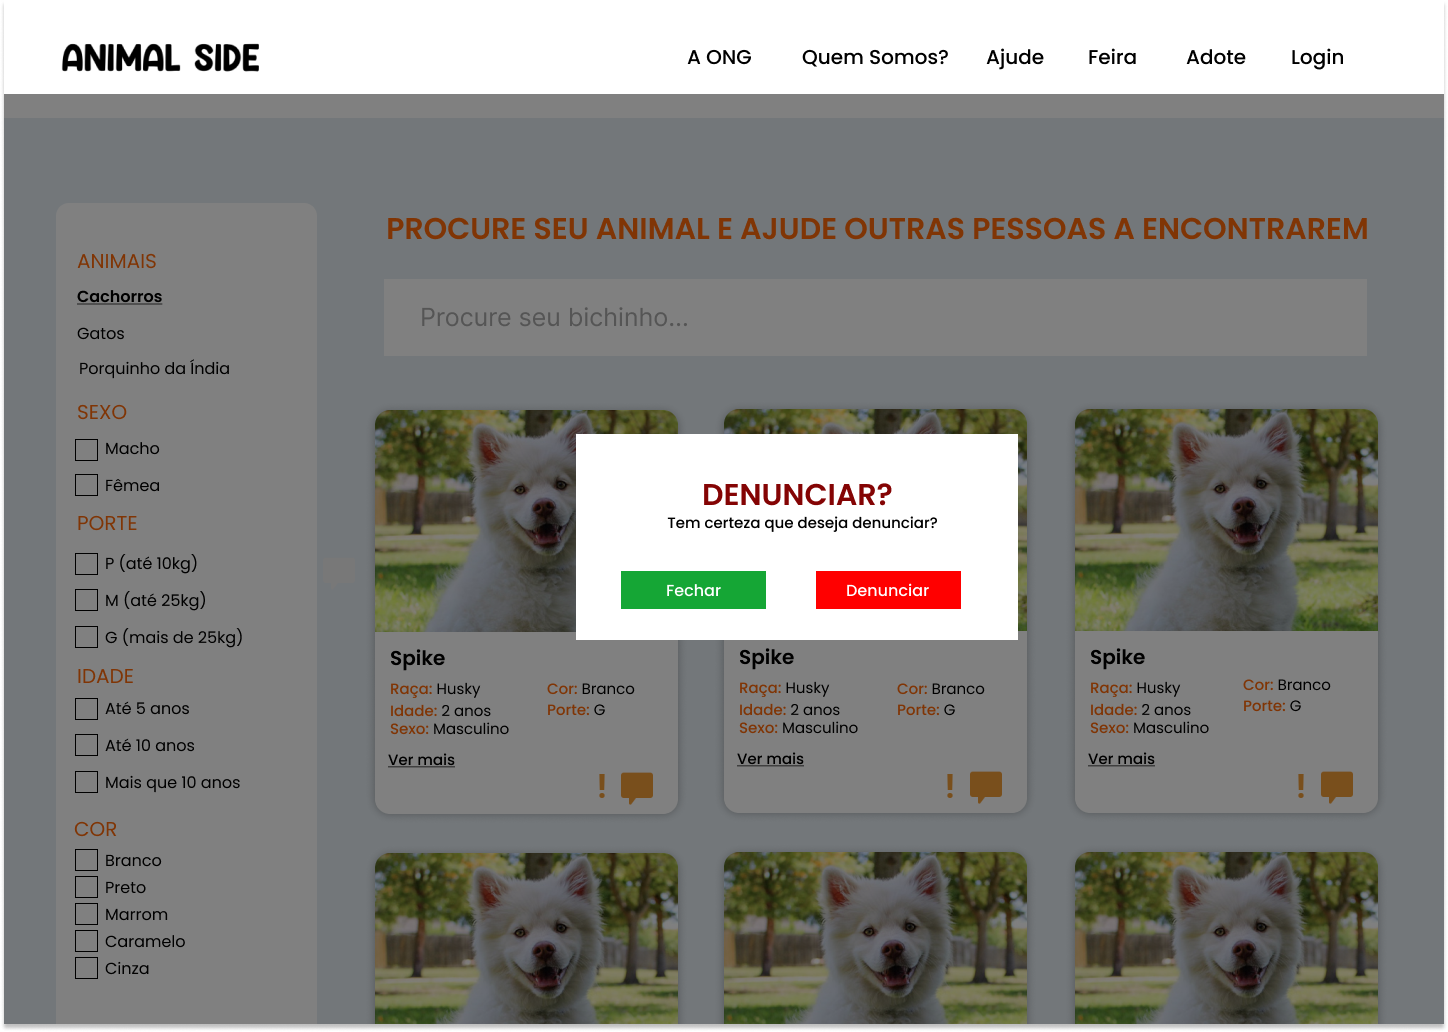 ANIMAL SIDE
A ONG
Quem Somos?
Ajude
Feira
Adote
Login
ANIMAIS
Cachorros
Gatos
Porquinho da Índia
SEXO
Macho
Fêmea
PORTE
P (até 10kg)
M (até 25kg)
G (mais de 25kg)
IDADE
Até 5 anos
Até 10 anos
Mais que 10 anos
COR
Branco
Preto
Marrom
Caramelo
Cinza
PROCURE SEU ANIMAL E AJUDE OUTRAS PESSOAS A ENCONTRAREM
Procure seu bichinho...
DENUNCIAR?
Tem certeza que deseja denunciar?
Fechar
Denunciar
Spike
Raça: Husky
Idade: 2 anos
Sexo: Masculino
Cor: Branco
Porte: G
Ver mais
!
Spike
Raça: Husky
Idade: 2 anos
Sexo: Masculino
Cor: Branco
Porte: G
Ver mais
!
Spike
Raça: Husky
Idade: 2 anos
Sexo: Masculino
Cor: Branco
Porte: G
Ver mais
!